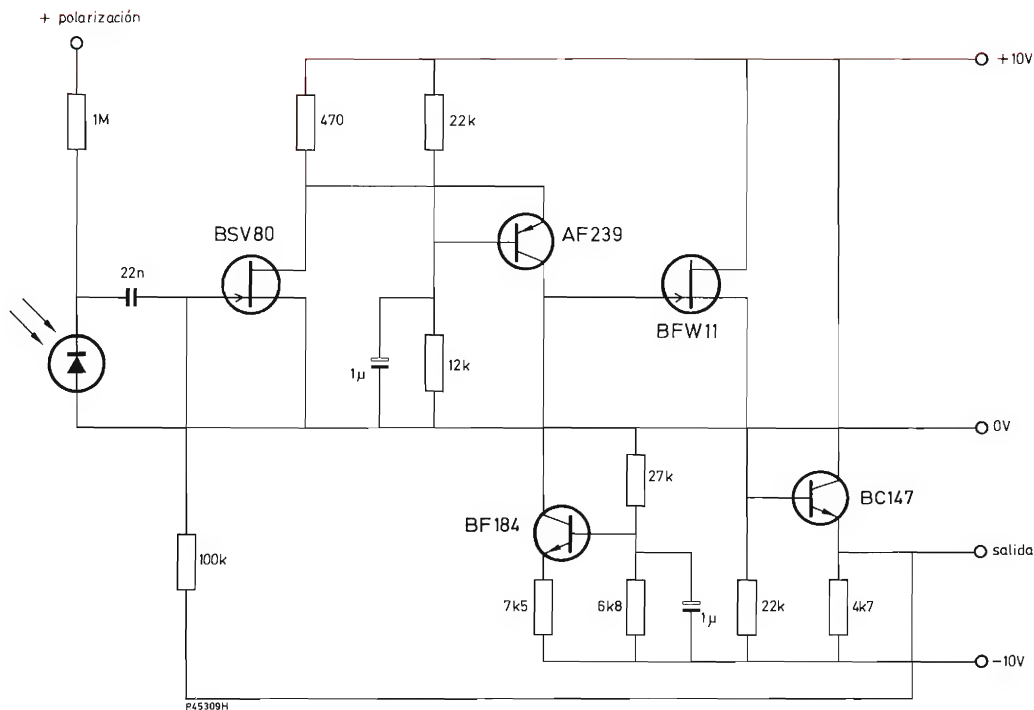 + polarización
+10V
1M
470
22k
BSV80
AF239
22n
BFW11
1µ
12k
0V
27k
BC147
BF184
salida
100k
7k5
6k8
1µ
22k
4k7
−10V
P45309H